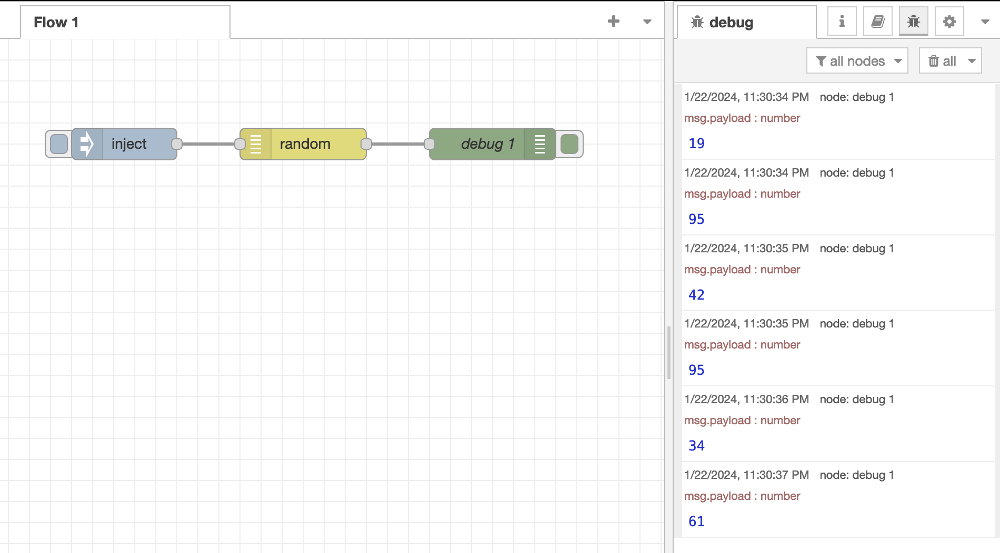 Flow 1
debug
all nodes
all
inject
random
debug 1
1/22/2024, 11:30:34 PM node: debug 1
msg.payload : number
19
1/22/2024, 11:30:34 PM node: debug 1
msg.payload : number
95
1/22/2024, 11:30:35 PM node: debug 1
msg.payload : number
42
1/22/2024, 11:30:35 PM node: debug 1
msg.payload : number
95
1/22/2024, 11:30:36 PM node: debug 1
msg.payload : number
34
1/22/2024, 11:30:37 PM node: debug 1
msg.payload : number
61